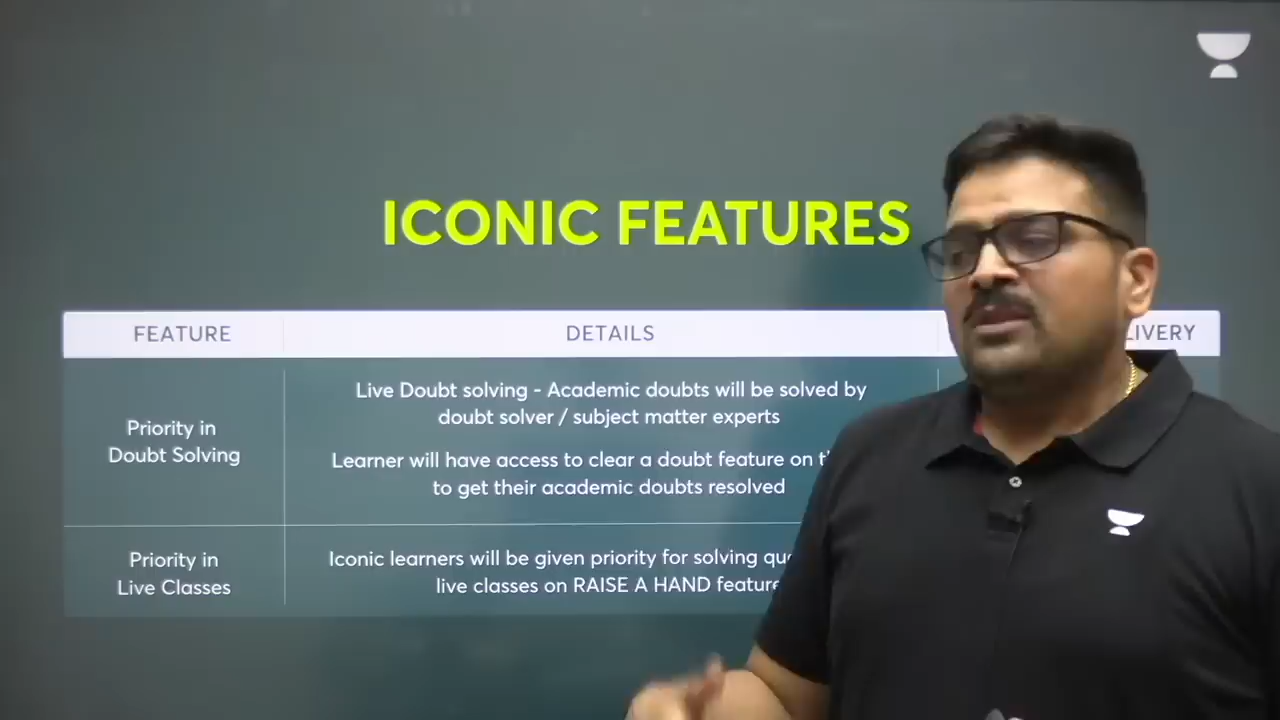 ICONIC FEATURES
FEATURE
DETAILS
LIVERY
Priority in
Doubt Solving
Live Doubt solving - Academic doubts will be solved by
doubt solver / subject matter experts
Learner will have access to clear a doubt feature on
to get their academic doubts resolved
Priority in
Live Classes
Iconic learners will be given priority for solving
live classes on RAISE A HAND feature